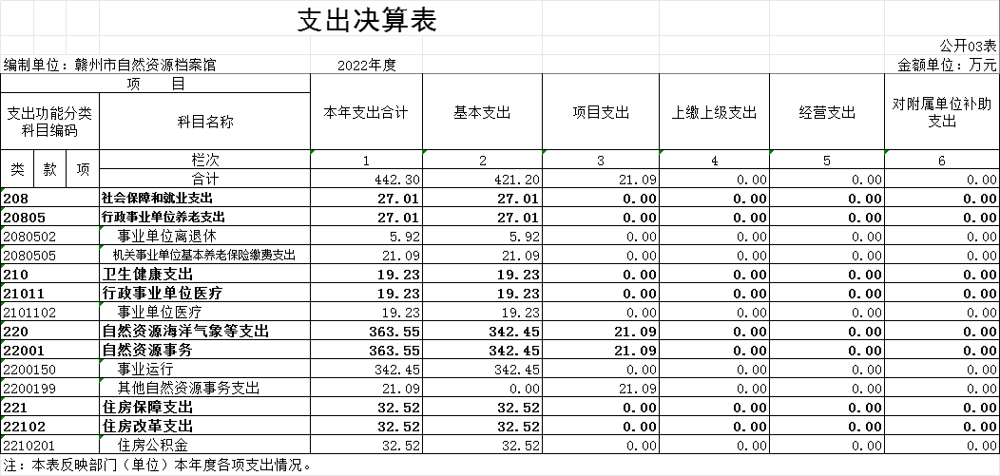 支出决算表
公开03表
编制单位：赣州市自然资源档案馆 2022年度 金额单位：万元
项 目 本年支出合计 基本支出 项目支出 上缴上级支出 经营支出 对附属单位补助支出
支出功能分类科目编码 科目名称
类 款 项 栏次 1 2 3 4 5 6
合计 442.30 421.20 21.09 0.00 0.00 0.00
208 社会保障和就业支出 27.01 27.01 0.00 0.00 0.00 0.00
20805 行政事业单位养老支出 27.01 27.01 0.00 0.00 0.00 0.00
2080502 事业单位离退休 5.92 5.92 0.00 0.00 0.00 0.00
2080505 机关事业单位基本养老保险缴费支出 21.09 21.09 0.00 0.00 0.00 0.00
210 卫生健康支出 19.23 19.23 0.00 0.00 0.00 0.00
21011 行政事业单位医疗 19.23 19.23 0.00 0.00 0.00 0.00
2101102 事业单位医疗 19.23 19.23 0.00 0.00 0.00 0.00
220 自然资源海洋气象等支出 363.55 342.45 21.09 0.00 0.00 0.00
22001 自然资源事务 363.55 342.45 21.09 0.00 0.00 0.00
2200150 事业运行 342.45 342.45 0.00 0.00 0.00 0.00
2200199 其他自然资源事务支出 21.09 0.00 21.09 0.00 0.00 0.00
221 住房保障支出 32.52 32.52 0.00 0.00 0.00 0.00
22102 住房改革支出 32.52 32.52 0.00 0.00 0.00 0.00
2210201 住房公积金 32.52 32.52 0.00 0.00 0.00 0.00
注：本表反映部门（单位）本年度各项支出情况。